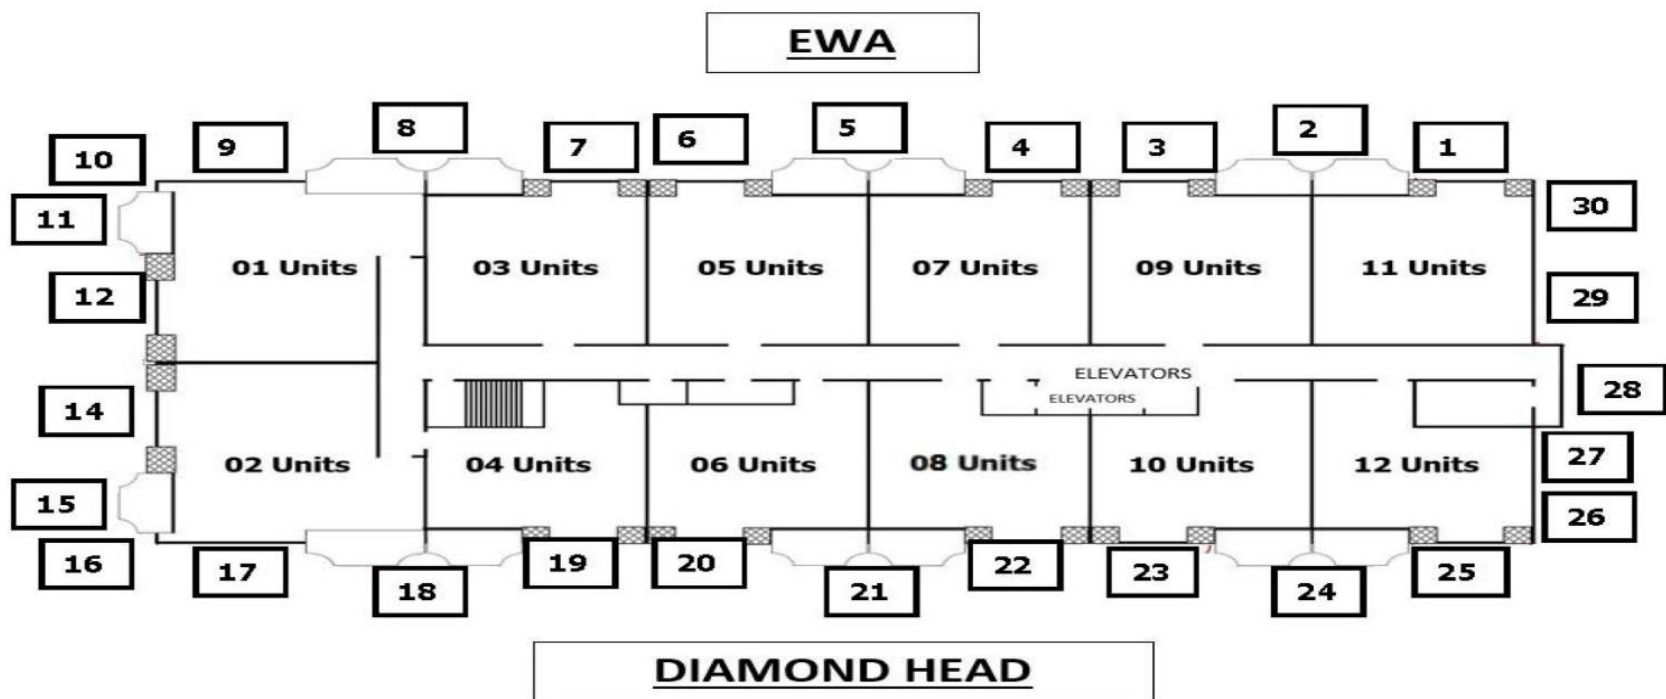 EWA
10 9 8 7 6 5 4 3 2 1
11 30
01 Units 03 Units 05 Units 07 Units 09 Units 11 Units
12 29
ELEVATORS
ELEVATORS
14 28
02 Units 04 Units 06 Units 08 Units 10 Units 12 Units 27
15 26
16 17 18 19 20 21 22 23 24 25
DIAMOND HEAD